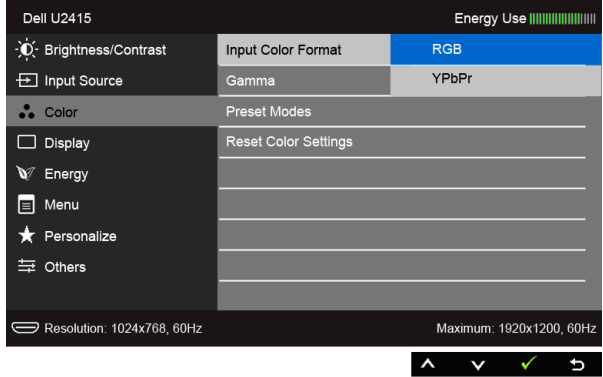 Dell U2415 Energy Use
Brightness/Contrast Input Color Format RGB
Input Source Gamma YPbPr
Color Preset Modes
Display Reset Color Settings
Energy
Menu
Personalize
Others
Resolution: 1024x768, 60Hz Maximum: 1920x1200, 60Hz